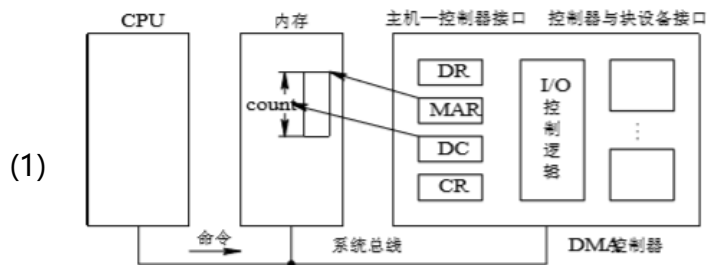 CPU
内存
主机一控制器接口
控制器与块设备接口
DR
count
MAR
DC
CR
I/O
控
制
逻
辑
⋮
(1)
命令
系统总线
DMA控制器